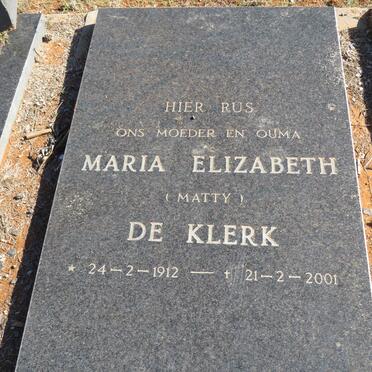 HIER RUS
ONS MOEDER EN OUMA
MARIA ELIZABETH
( MATTY )
DE KLERK
* 24-2-1912 — † 21-2-2001